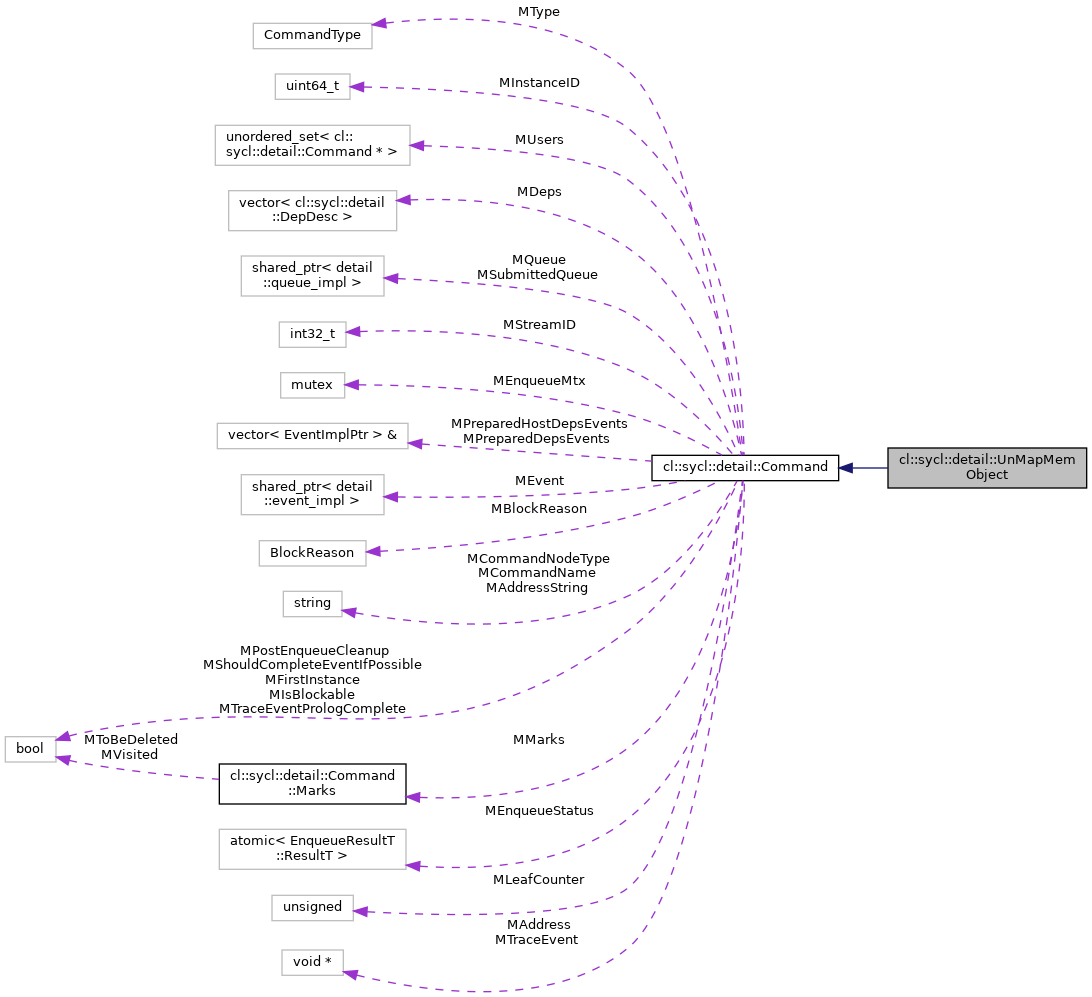 MType
CommandType
MInstanceID
uint64_t
MUsers
unordered_set< cl::
sycl::detail::Command * >
MDeps
vector< cl::sycl::detail
::DepDesc >
MQueue
MSubmittedQueue
shared_ptr< detail
::queue_impl >
MStreamID
int32_t
MEnqueueMtx
mutex
MPreparedHostDepsEvents
MPreparedDepsEvents
vector< EventImplPtr > &
cl::sycl::detail::Command
cl::sycl::detail::UnMapMem
Object
MEvent
shared_ptr< detail
::event_impl >
MBlockReason
BlockReason
MCommandNodeType
MCommandName
MAddressString
string
MPostEnqueueCleanup
MShouldCompleteEventIfPossible
MFirstInstance
MIsBlockable
MTraceEventPrologComplete
bool
MToBeDeleted
MVisited
MMarks
cl::sycl::detail::Command
::Marks
MEnqueueStatus
atomic< EnqueueResultT
::ResultT >
MLeafCounter
unsigned
MAddress
MTraceEvent
void *